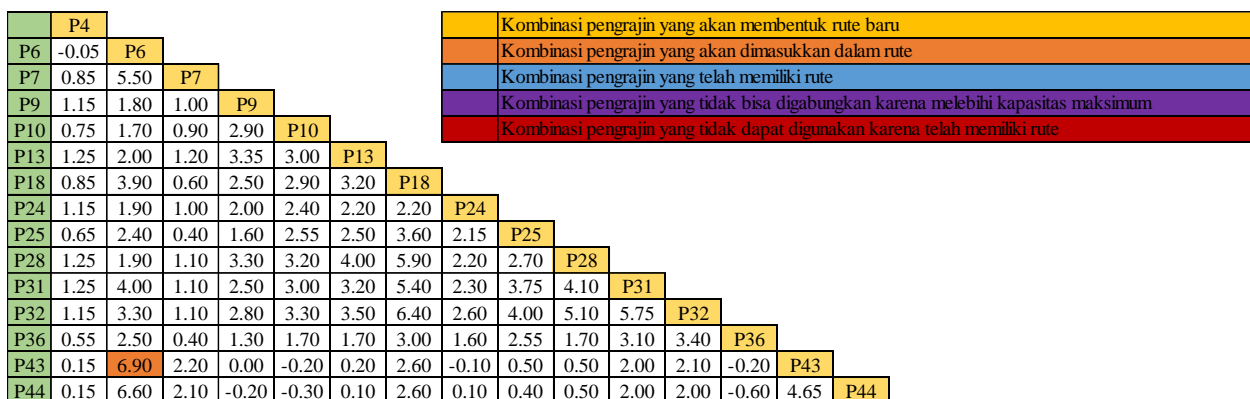 P4 Kombinasi pengrajin yang akan membentuk rute baru
P6 -0.05 P6 Kombinasi pengrajin yang akan dimasukkan dalam rute
P7 0.85 5.50 P7 Kombinasi pengrajin yang telah memiliki rute
P9 1.15 1.80 1.00 P9 Kombinasi pengrajin yang tidak bisa digabungkan karena melebihi kapasitas maksimum
P10 0.75 1.70 0.90 2.90 P10 Kombinasi pengrajin yang tidak dapat digunakan karena telah memiliki rute
P13 1.25 2.00 1.20 3.35 3.00 P13
P18 0.85 3.90 0.60 2.50 2.90 3.20 P18
P24 1.15 1.90 1.00 2.00 2.40 2.20 2.20 P24
P25 0.65 2.40 0.40 1.60 2.55 2.50 3.60 2.15 P25
P28 1.25 1.90 1.10 3.30 3.20 4.00 5.90 2.20 2.70 P28
P31 1.25 4.00 1.10 2.50 3.00 3.20 5.40 2.30 3.75 4.10 P31
P32 1.15 3.30 1.10 2.80 3.30 3.50 6.40 2.60 4.00 5.10 5.75 P32
P36 0.55 2.50 0.40 1.30 1.70 1.70 3.00 1.60 2.55 1.70 3.10 3.40 P36
P43 0.15 6.90 2.20 0.00 -0.20 0.20 2.60 -0.10 0.50 0.50 2.00 2.10 -0.20 P43
P44 0.15 6.60 2.10 -0.20 -0.30 0.10 2.60 0.10 0.40 0.50 2.00 2.00 -0.60 4.65 P44